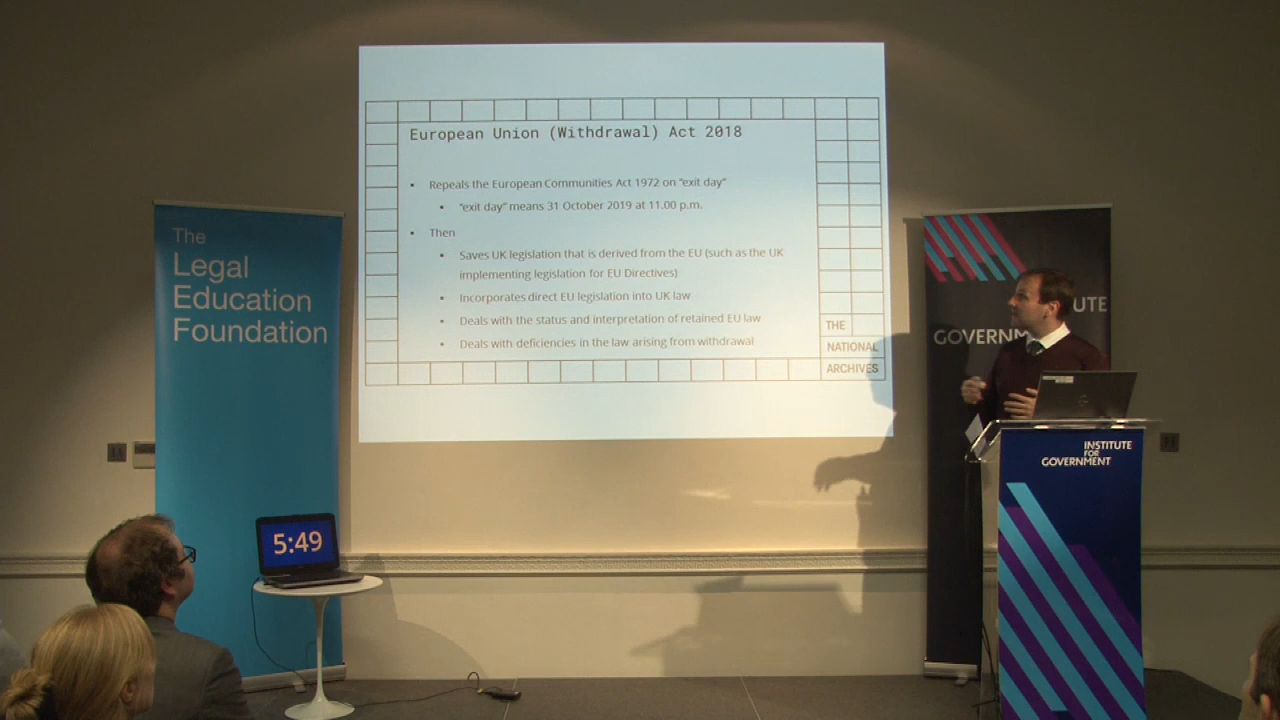 The
Legal
Education
Foundation
5:49
European Union (Withdrawal) Act 2018
Repeals the European Communities Act 1972 on “exit day”
“exit day” means 31 October 2019 at 11.00 p.m.
Then
Saves UK legislation that is derived from the EU (such as the UK
implementing legislation for EU Directives)
Incorporates direct EU legislation into UK law
Deals with the status and interpretation of retained EU law
Deals with deficiencies in the law arising from withdrawal
THE
NATIONAL
ARCHIVES
UTE
GOVERNM
INSTITUTE
FOR
GOVERNMENT